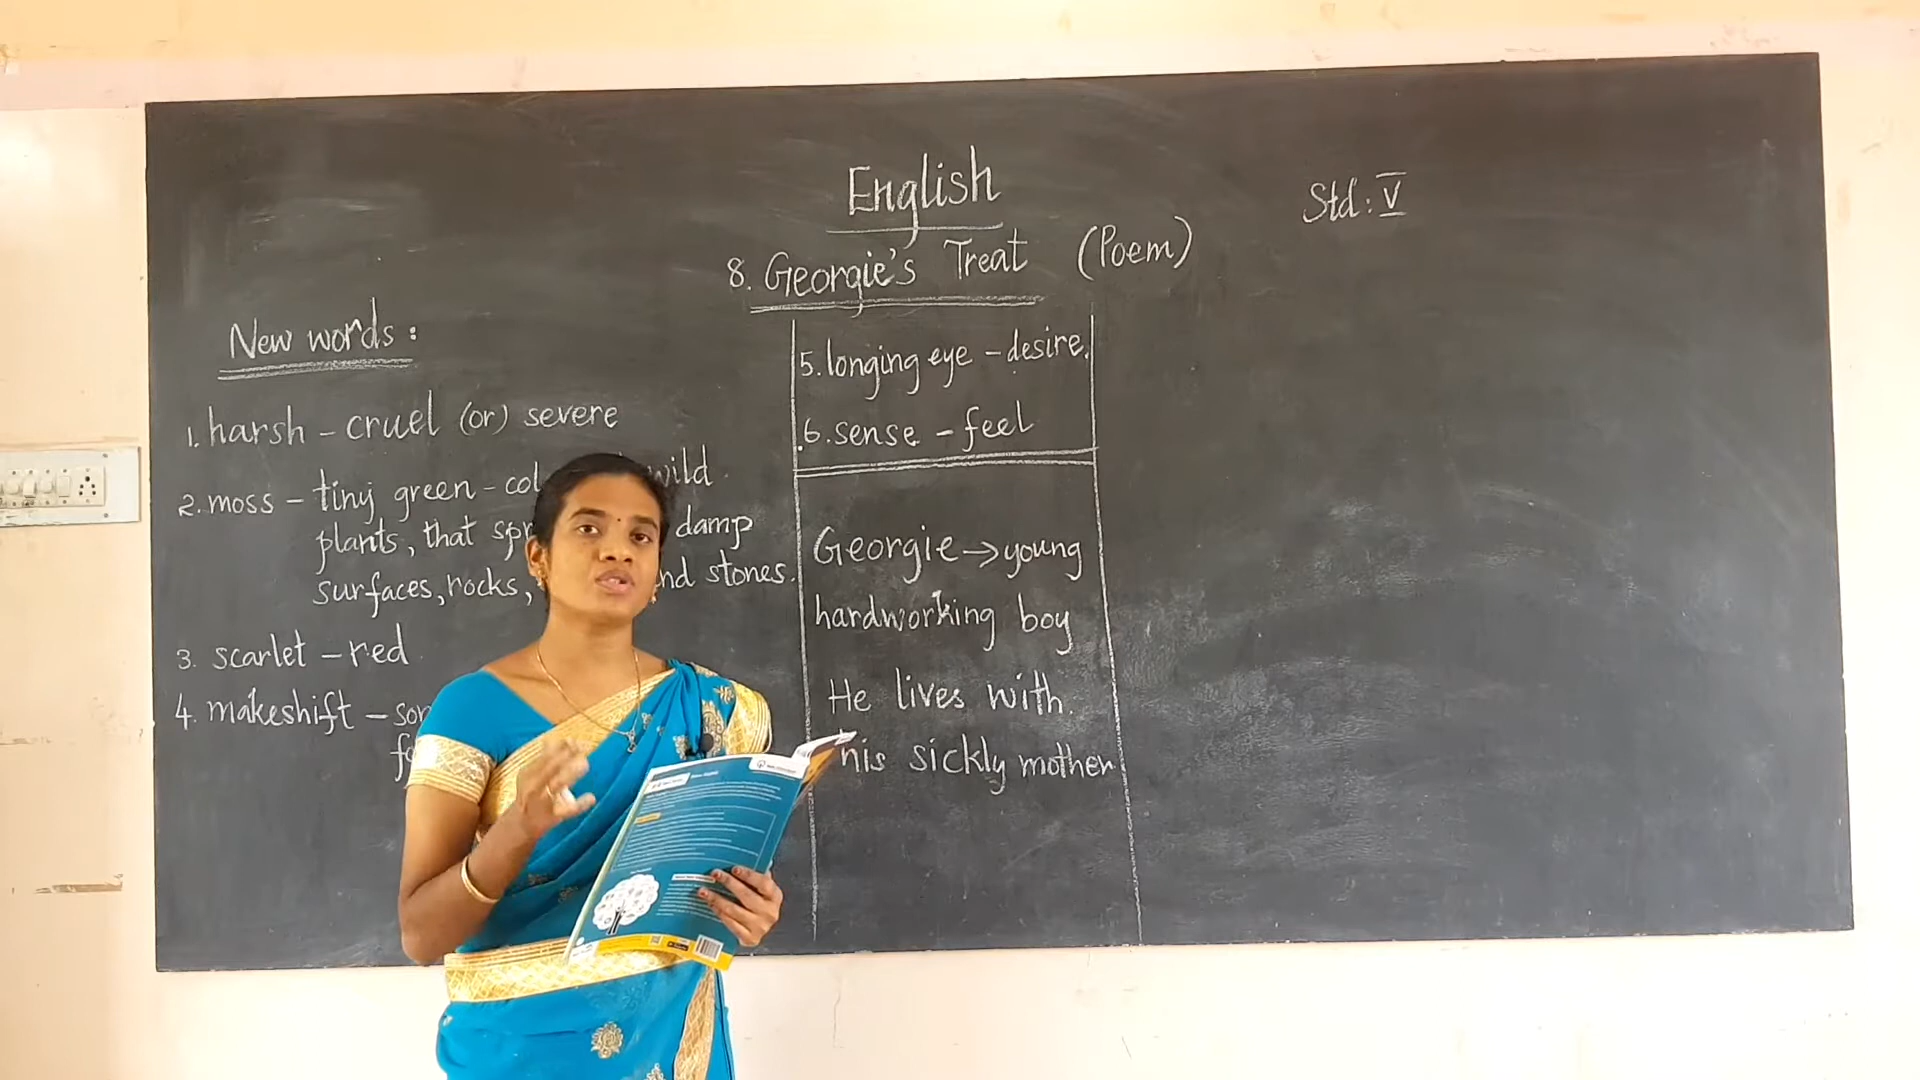 English
Std: V
8. Georgie's Treat (Poem)
New words:
1. harsh – cruel (or) severe
2. moss – tiny green – wild
plants, that damp
surfaces, rocks, and stones.
3. scarlet – red
4. makeshift –
5. longing eye – desire.
6. sense – feel
Georgie → young
hardworking boy
He lives with.
his sickly mother